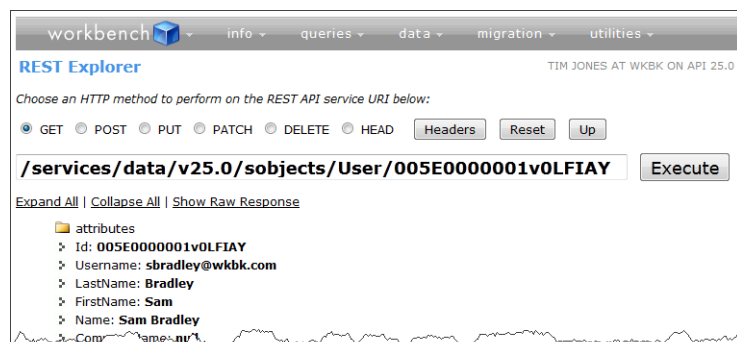 workbench info queries data migration utilities
REST Explorer TIM JONES AT WKBK ON API 25.0
Choose an HTTP method to perform on the REST API service URI below:
GET POST PUT PATCH DELETE HEAD Headers Reset Up
/services/data/v25.0/sobjects/User/005E0000001v0LFIAY Execute
Expand All | Collapse All | Show Raw Response
attributes
Id: 005E0000001v0LFIAY
Username: sbradley@wkbk.com
LastName: Bradley
FirstName: Sam
Name: Sam Bradley